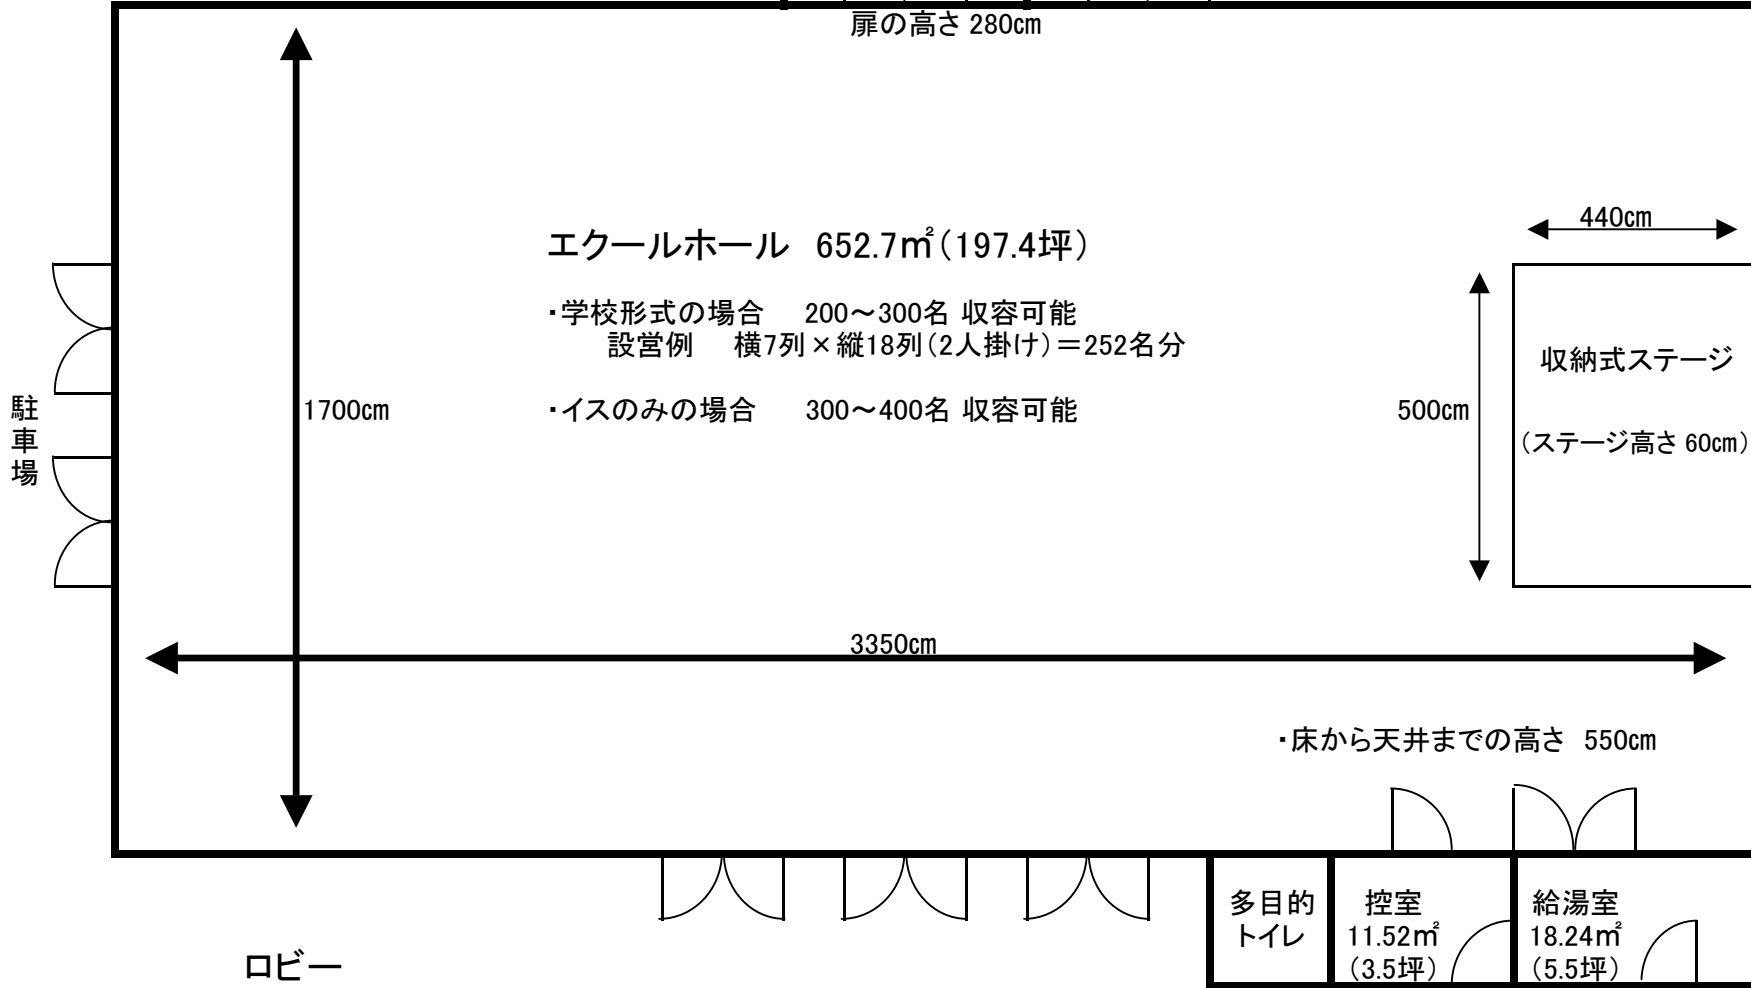 扉の高さ 280㎝
440㎝
エクールホール 652.7㎡(197.4坪)
・学校形式の場合 200～300名 収容可能
設営例 横7列×縦18列(2人掛け)＝252名分
収納式ステージ
駐車場
1700㎝
・イスのみの場合 300～400名 収容可能
500㎝
(ステージ高さ 60㎝)
3350㎝
・床から天井までの高さ 550㎝
多目的
トイレ
控室
11.52㎡
(3.5坪)
給湯室
18.24㎡
(5.5坪)
ロビー